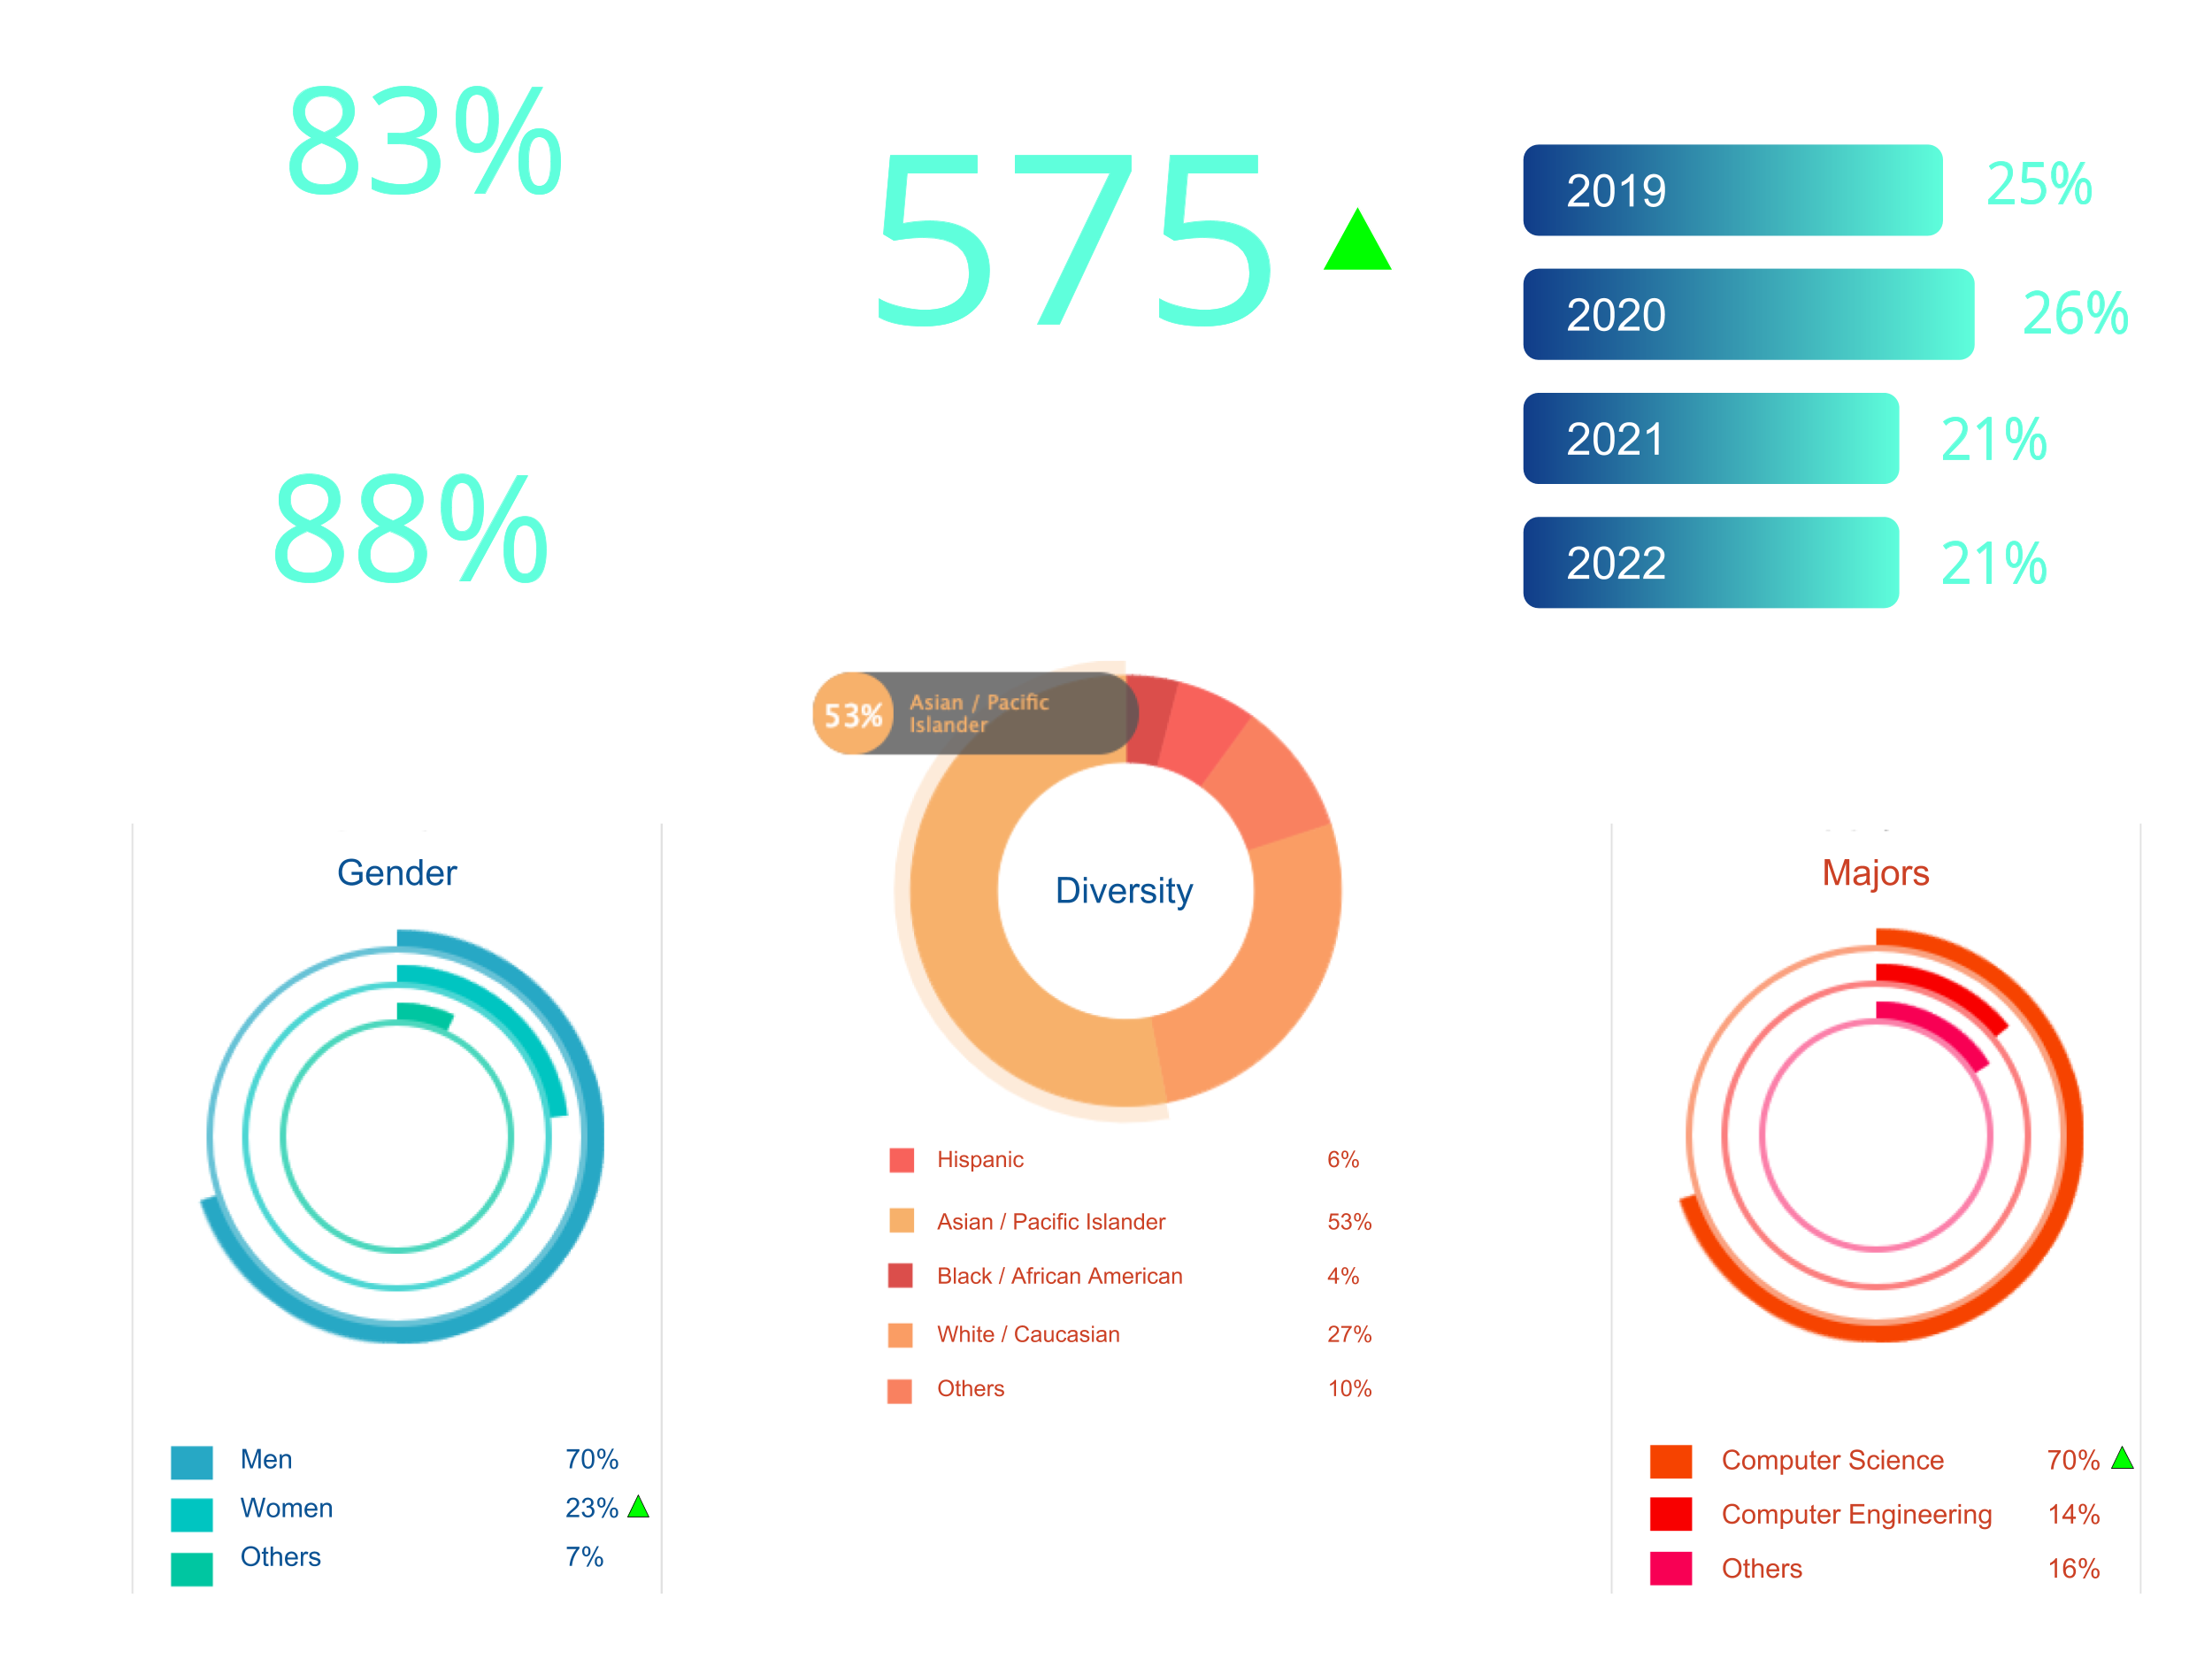 83%
575
88%
2019 25%
2020 26%
2021 21%
2022 21%
53% Asian / Pacific
Islander
Diversity
Hispanic 6%
Asian / Pacific Islander 53%
Black / African American 4%
White / Caucasian 27%
Others 10%
Gender
Men 70%
Women 23%
Others 7%
Majors
Computer Science 70%
Computer Engineering 14%
Others 16%